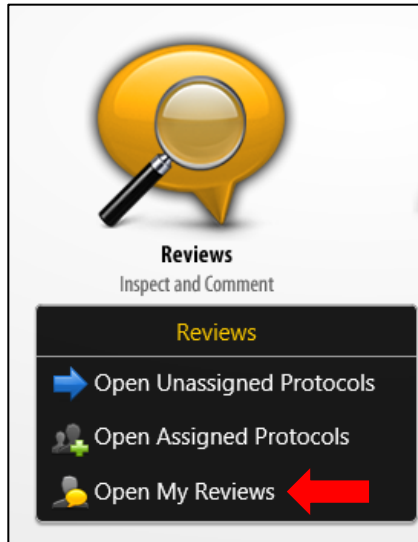 Reviews
Inspect and Comment
Reviews
Open Unassigned Protocols
Open Assigned Protocols
Open My Reviews